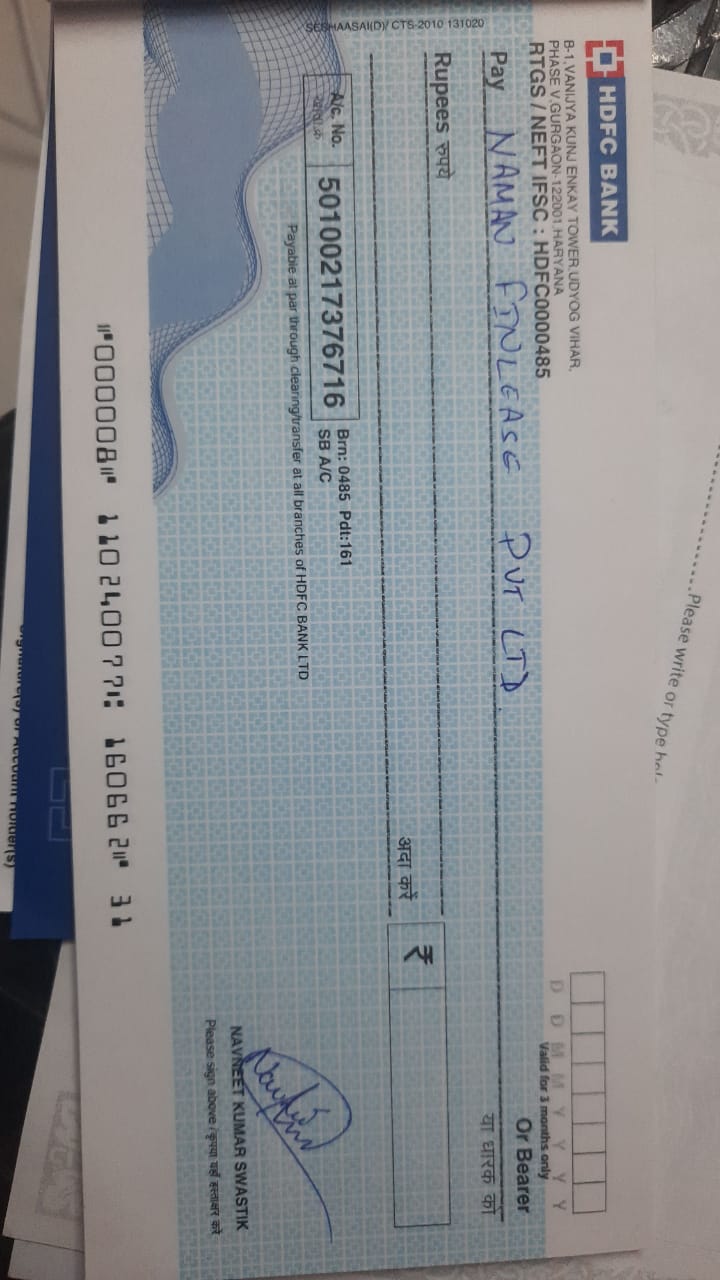 HDFC BANK
B-1,VANIJYA KUNJ ENKAY TOWER,UDYOG VIHAR,
PHASE V,GURGAON-122001,HARYANA
RTGS / NEFT IFSC : HDFC0000485
D D M M Y Y Y Y
Valid for 3 months only
Pay NAMAN FINLEASE PVT LTD. Or Bearer
या धारक को
Rupees रुपये
अदा करें ₹
A/c. No. 50100217376716 Brn: 0485 Pdt:161
SB A/C
Payable at par through clearing/transfer at all branches of HDFC BANK LTD
NAVNEET KUMAR SWASTIK
Please sign above / कृपया यहाँ हस्ताक्षर करें
⑈000008⑈ 110240077⑆ 160662⑈ 31
SESHAASAI(D)/ CTS-2010 131020
Please write or type
Account Holder(s)